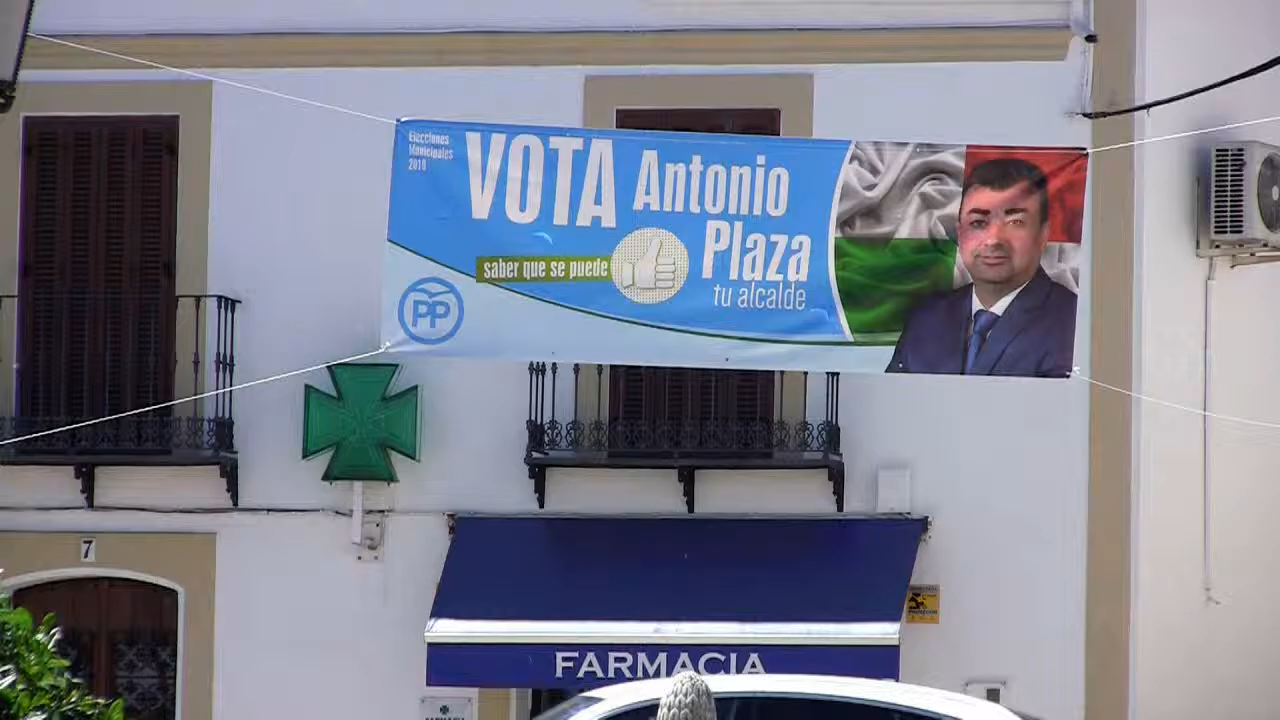 Elecciones
Municipales
2019
VOTA Antonio
Plaza
tu alcalde
saber que se puede
PP
7
FARMACIA